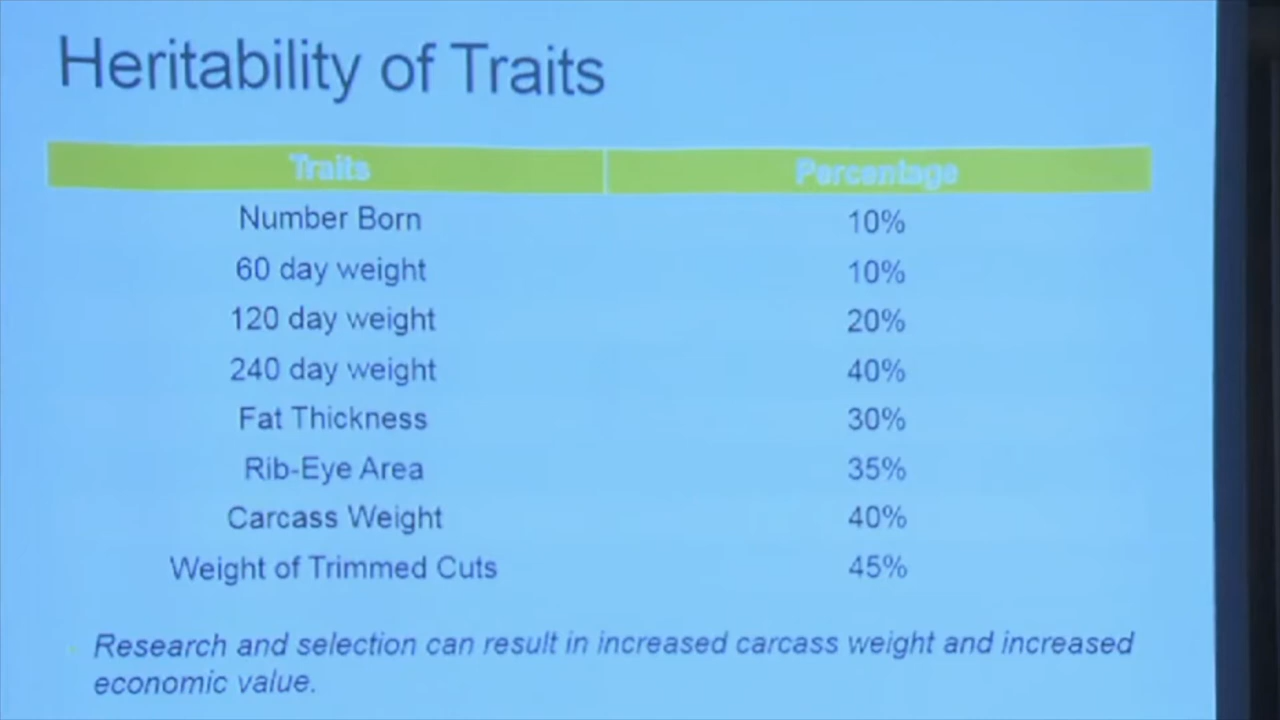 Heritability of Traits
Traits Percentage
Number Born 10%
60 day weight 10%
120 day weight 20%
240 day weight 40%
Fat Thickness 30%
Rib-Eye Area 35%
Carcass Weight 40%
Weight of Trimmed Cuts 45%
Research and selection can result in increased carcass weight and increased
economic value.